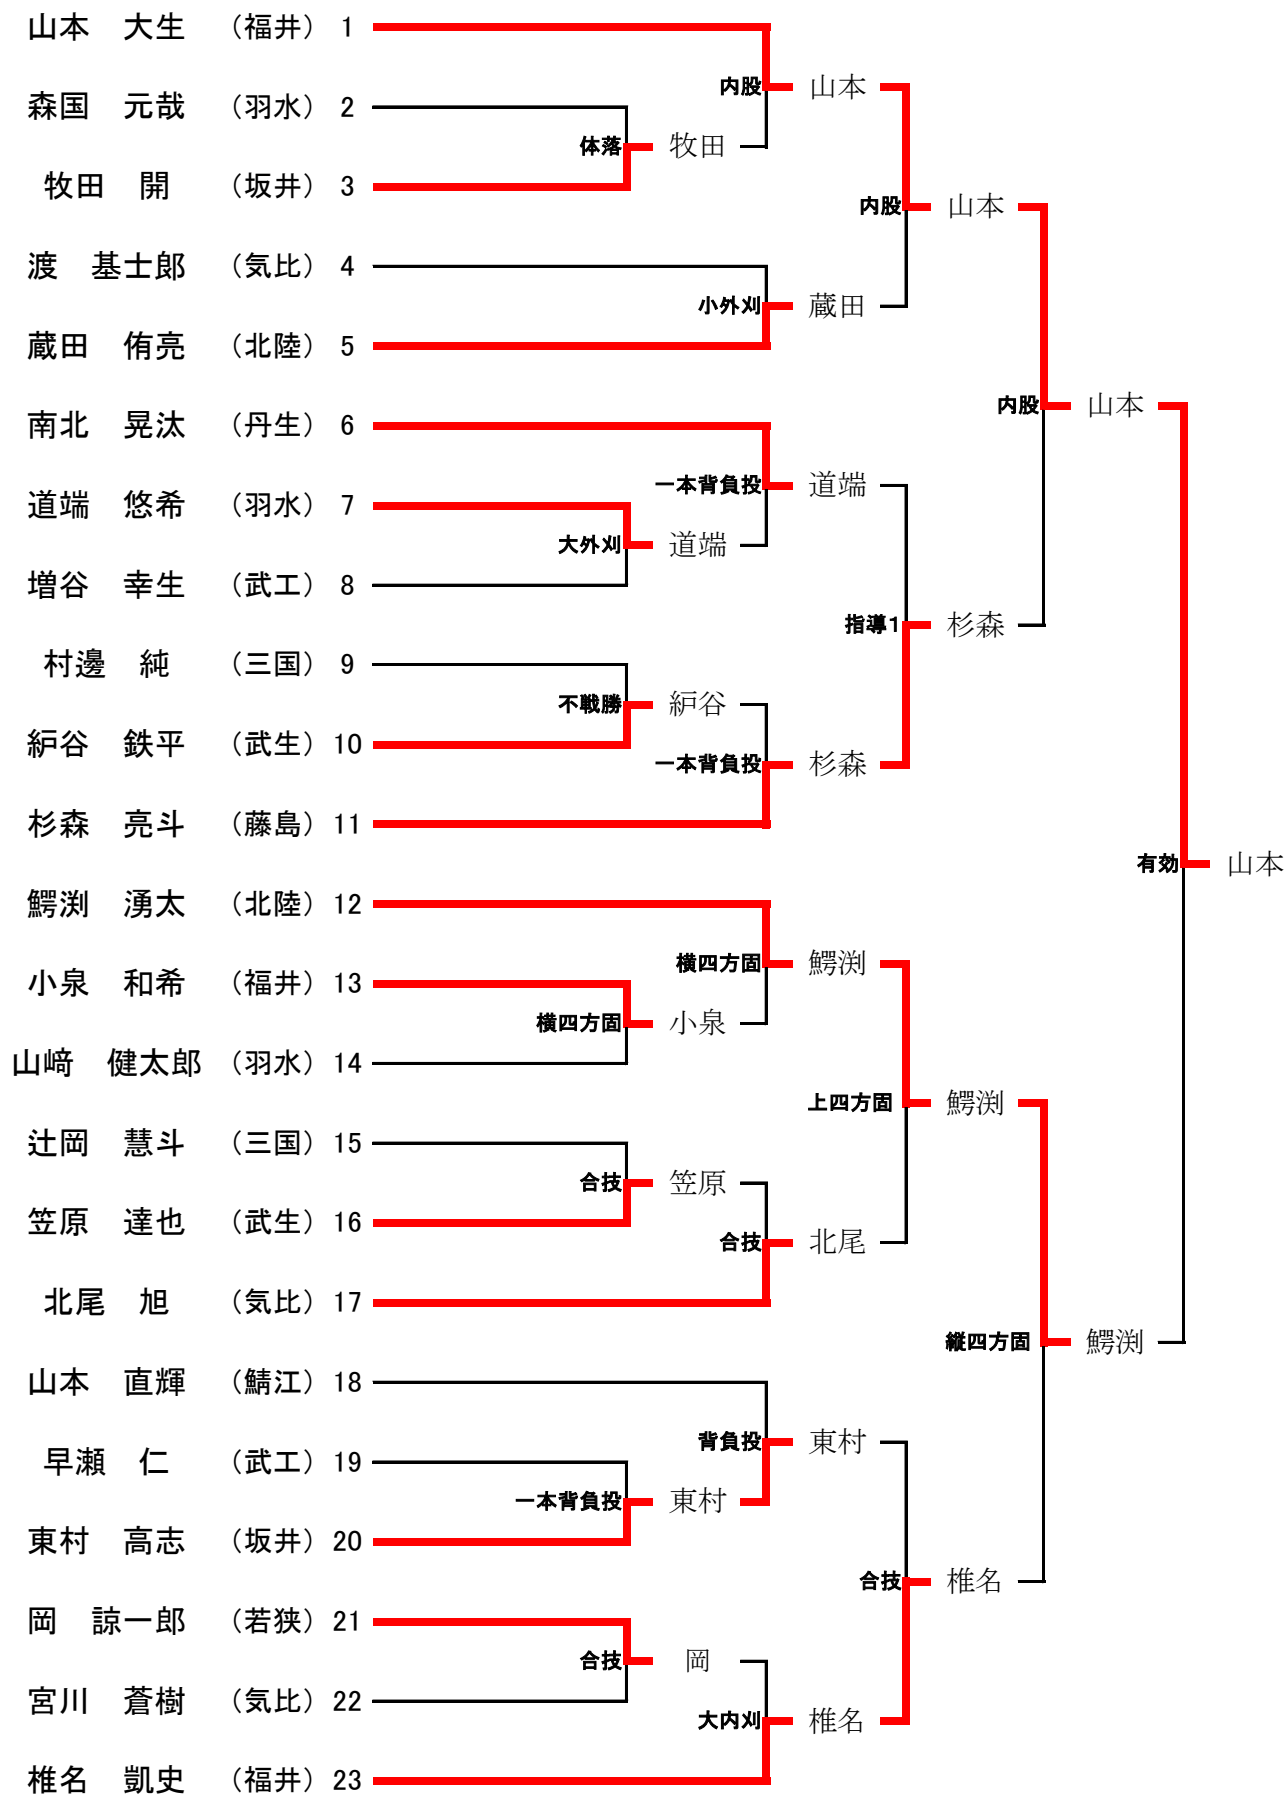 山本　大生　（福井） 1
内股　山本
森国　元哉　（羽水） 2
体落　牧田
牧田　開　（坂井） 3
内股　山本
渡　基士郎　（気比） 4
小外刈　蔵田
蔵田　侑亮　（北陸） 5
内股　山本
南北　晃汰　（丹生） 6
一本背負投　道端
道端　悠希　（羽水） 7
大外刈　道端
増谷　幸生　（武工） 8
指導1　杉森
村邊　純　（三国） 9
不戦勝　絈谷
絈谷　鉄平　（武生） 10
一本背負投　杉森
杉森　亮斗　（藤島） 11
有効　山本
鰐渕　湧太　（北陸） 12
横四方固　鰐渕
小泉　和希　（福井） 13
横四方固　小泉
山﨑　健太郎　（羽水） 14
上四方固　鰐渕
辻岡　慧斗　（三国） 15
合技　笠原
笠原　達也　（武生） 16
合技　北尾
北尾　旭　（気比） 17
縦四方固　鰐渕
山本　直輝　（鯖江） 18
背負投　東村
早瀬　仁　（武工） 19
一本背負投　東村
東村　高志　（坂井） 20
合技　椎名
岡　諒一郎　（若狭） 21
合技　岡
宮川　蒼樹　（気比） 22
大内刈　椎名
椎名　凱史　（福井） 23